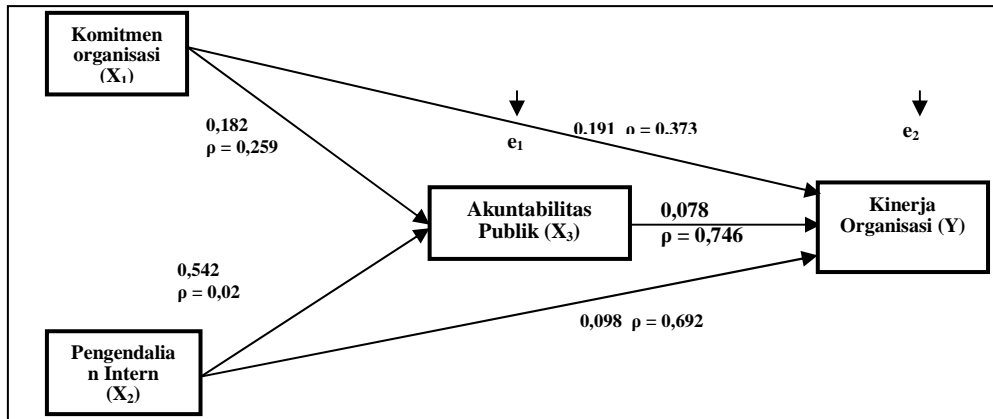 Komitmen
organisasi
(X₁)
0,182
ρ = 0,259
e₁
0,191 ρ = 0,373
e₂
Akuntabilitas
Publik (X₃)
0,078
ρ = 0,746
Kinerja
Organisasi (Y)
0,542
ρ = 0,02
0,098 ρ = 0,692
Pengendalia
n Intern
(X₂)